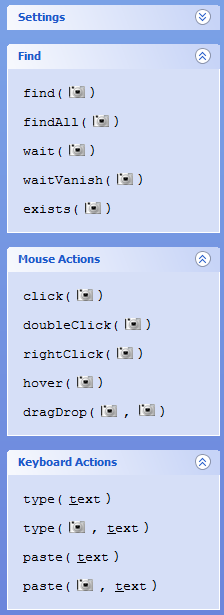 Settings
Find
find( )
findAll( )
wait( )
waitVanish( )
exists( )
Mouse Actions
click( )
doubleClick( )
rightClick( )
hover( )
dragDrop( , )
Keyboard Actions
type( text )
type( , text )
paste( text )
paste( , text )